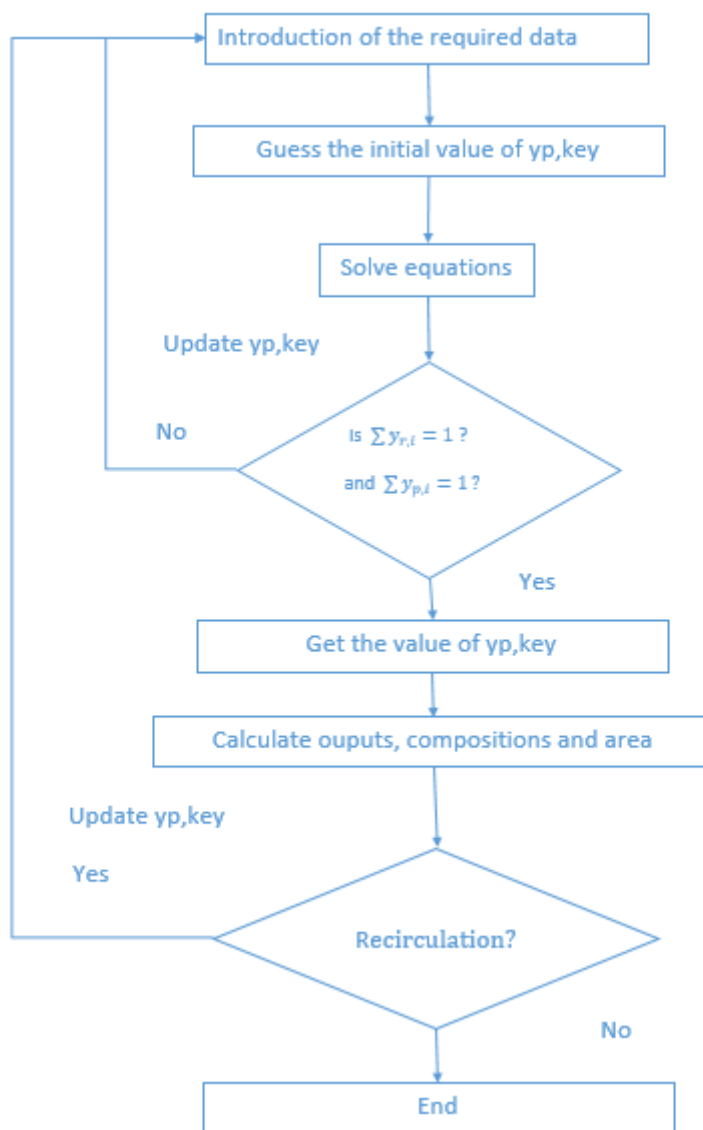 Introduction of the required data
Guess the initial value of yp,key
Solve equations
Update yp,key
No
Is ∑ y_{r,i} = 1 ?
and ∑ y_{p,i} = 1?
Yes
Get the value of yp,key
Calculate ouputs, compositions and area
Update yp,key
Yes
Recirculation?
No
End